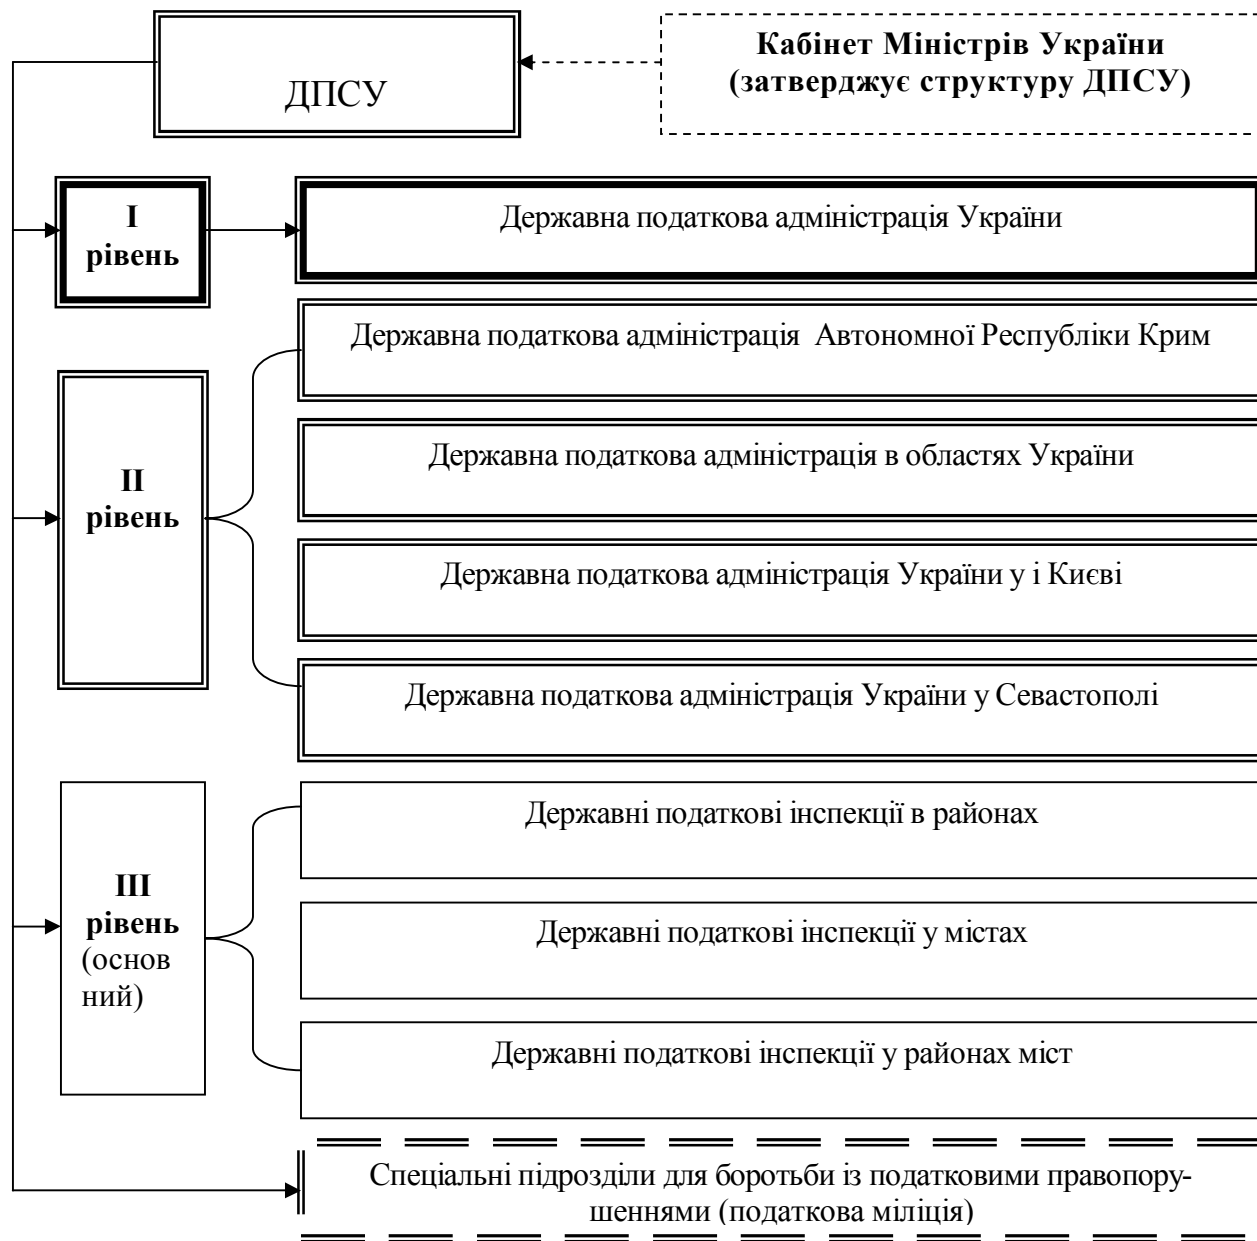 ДПСУ
Кабінет Міністрів України
(затверджує структуру ДПСУ)
I
рівень
Державна податкова адміністрація України
Державна податкова адміністрація Автономної Республіки Крим
II
рівень
Державна податкова адміністрація в областях України
Державна податкова адміністрація України у і Києві
Державна податкова адміністрація України у Севастополі
III
рівень
(основ
ний)
Державні податкові інспекції в районах
Державні податкові інспекції у містах
Державні податкові інспекції у районах міст
Спеціальні підрозділи для боротьби із податковими правопору-
шеннями (податкова міліція)